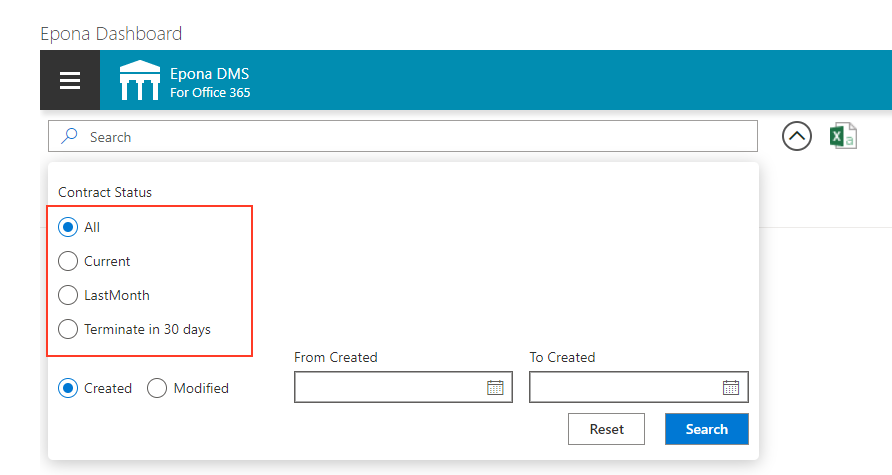 Epona Dashboard
Epona DMS
For Office 365
Search
Contract Status
All
Current
LastMonth
Terminate in 30 days
From Created
To Created
Created
Modified
Reset
Search